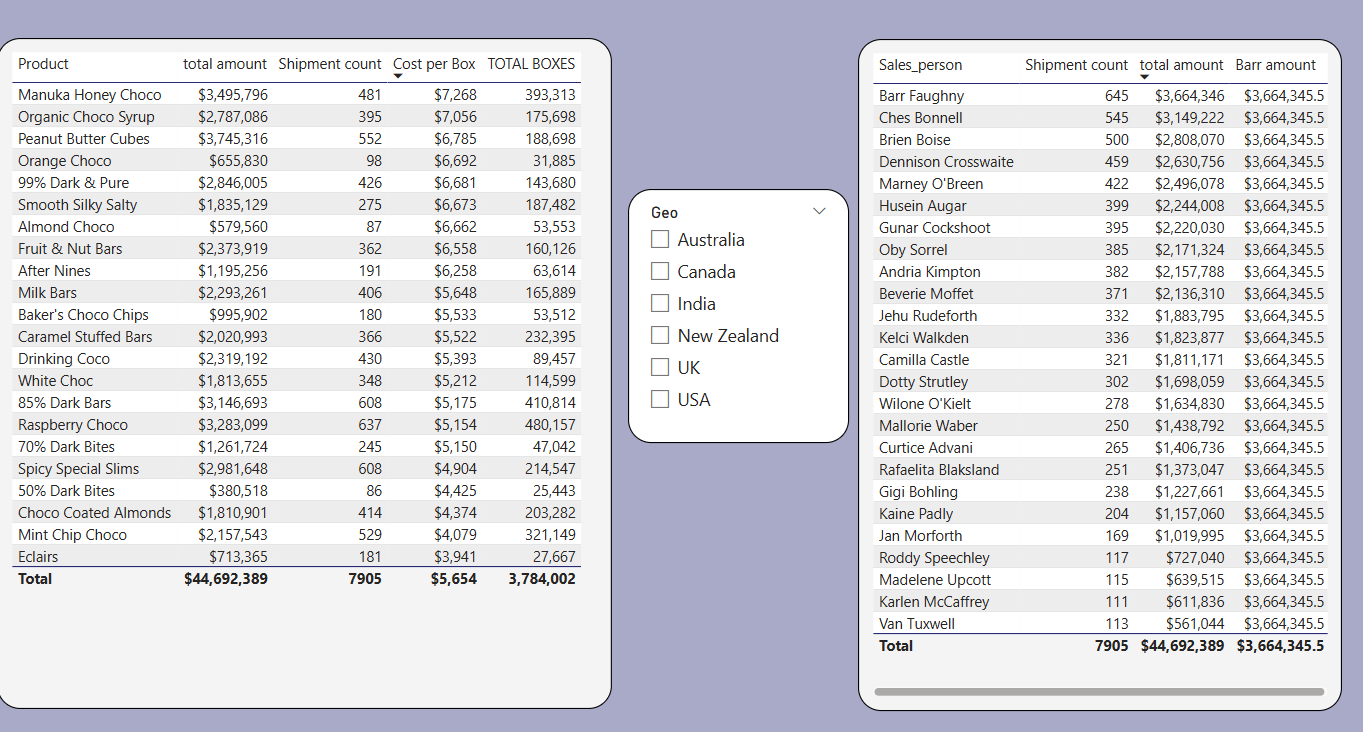 Product total amount Shipment count Cost per Box TOTAL BOXES
Manuka Honey Choco $3,495,796 481 $7,268 393,313
Organic Choco Syrup $2,787,086 395 $7,056 175,698
Peanut Butter Cubes $3,745,316 552 $6,785 188,698
Orange Choco $655,830 98 $6,692 31,885
99% Dark & Pure $2,846,005 426 $6,681 143,680
Smooth Silky Salty $1,835,129 275 $6,673 187,482
Almond Choco $579,560 87 $6,662 53,553
Fruit & Nut Bars $2,373,919 362 $6,558 160,126
After Nines $1,195,256 191 $6,258 63,614
Milk Bars $2,293,261 406 $5,648 165,889
Baker's Choco Chips $995,902 180 $5,533 53,512
Caramel Stuffed Bars $2,020,993 366 $5,522 232,395
Drinking Coco $2,319,192 430 $5,393 89,457
White Choc $1,813,655 348 $5,212 114,599
85% Dark Bars $3,146,693 608 $5,175 410,814
Raspberry Choco $3,283,099 637 $5,154 480,157
70% Dark Bites $1,261,724 245 $5,150 47,042
Spicy Special Slims $2,981,648 608 $4,904 214,547
50% Dark Bites $380,518 86 $4,425 25,443
Choco Coated Almonds $1,810,901 414 $4,374 203,282
Mint Chip Choco $2,157,543 529 $4,079 321,149
Eclairs $713,365 181 $3,941 27,667
Total $44,692,389 7905 $5,654 3,784,002
Geo
Australia
Canada
India
New Zealand
UK
USA
Sales_person Shipment count total amount Barr amount
Barr Faughny 645 $3,664,346 $3,664,345.5
Ches Bonnell 545 $3,149,222 $3,664,345.5
Brien Boise 500 $2,808,070 $3,664,345.5
Dennison Crosswaite 459 $2,630,756 $3,664,345.5
Marney O'Breen 422 $2,496,078 $3,664,345.5
Husein Augar 399 $2,244,008 $3,664,345.5
Gunar Cockshoot 395 $2,220,030 $3,664,345.5
Oby Sorrel 385 $2,171,324 $3,664,345.5
Andria Kimpton 382 $2,157,788 $3,664,345.5
Beverie Moffet 371 $2,136,310 $3,664,345.5
Jehu Rudeforth 332 $1,883,795 $3,664,345.5
Kelci Walkden 336 $1,823,877 $3,664,345.5
Camilla Castle 321 $1,811,171 $3,664,345.5
Dotty Strutley 302 $1,698,059 $3,664,345.5
Wilone O'Kielt 278 $1,634,830 $3,664,345.5
Mallorie Waber 250 $1,438,792 $3,664,345.5
Curtice Advani 265 $1,406,736 $3,664,345.5
Rafaelita Blaksland 251 $1,373,047 $3,664,345.5
Gigi Bohling 238 $1,227,661 $3,664,345.5
Kaine Padly 204 $1,157,060 $3,664,345.5
Jan Morforth 169 $1,019,995 $3,664,345.5
Roddy Speechley 117 $727,040 $3,664,345.5
Madelene Upcott 115 $639,515 $3,664,345.5
Karlen McCaffrey 111 $611,836 $3,664,345.5
Van Tuxwell 113 $561,044 $3,664,345.5
Total 7905 $44,692,389 $3,664,345.5